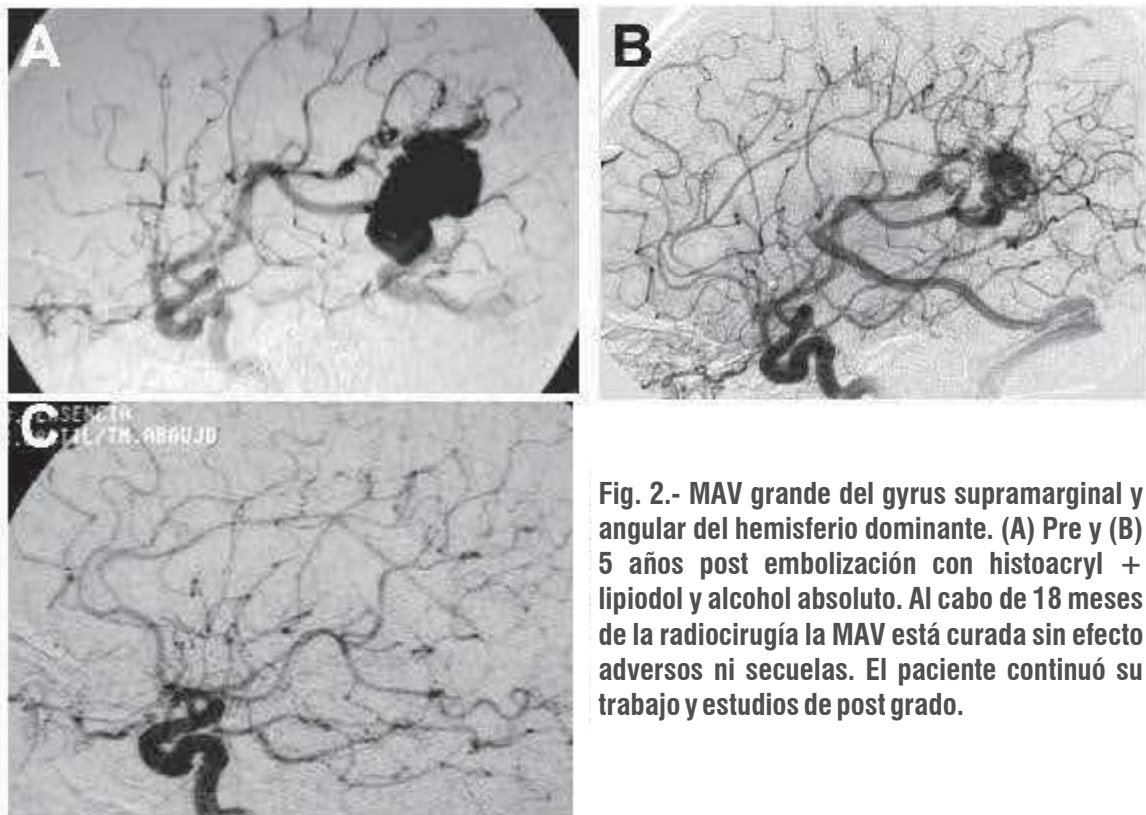 A
B
C
TM.ARAUJO
Fig. 2.- MAV grande del gyrus supramarginal y
angular del hemisferio dominante. (A) Pre y (B)
5 años post embolización con histoacryl +
lipiodol y alcohol absoluto. Al cabo de 18 meses
de la radiocirugía la MAV está curada sin efecto
adversos ni secuelas. El paciente continuó su
trabajo y estudios de post grado.